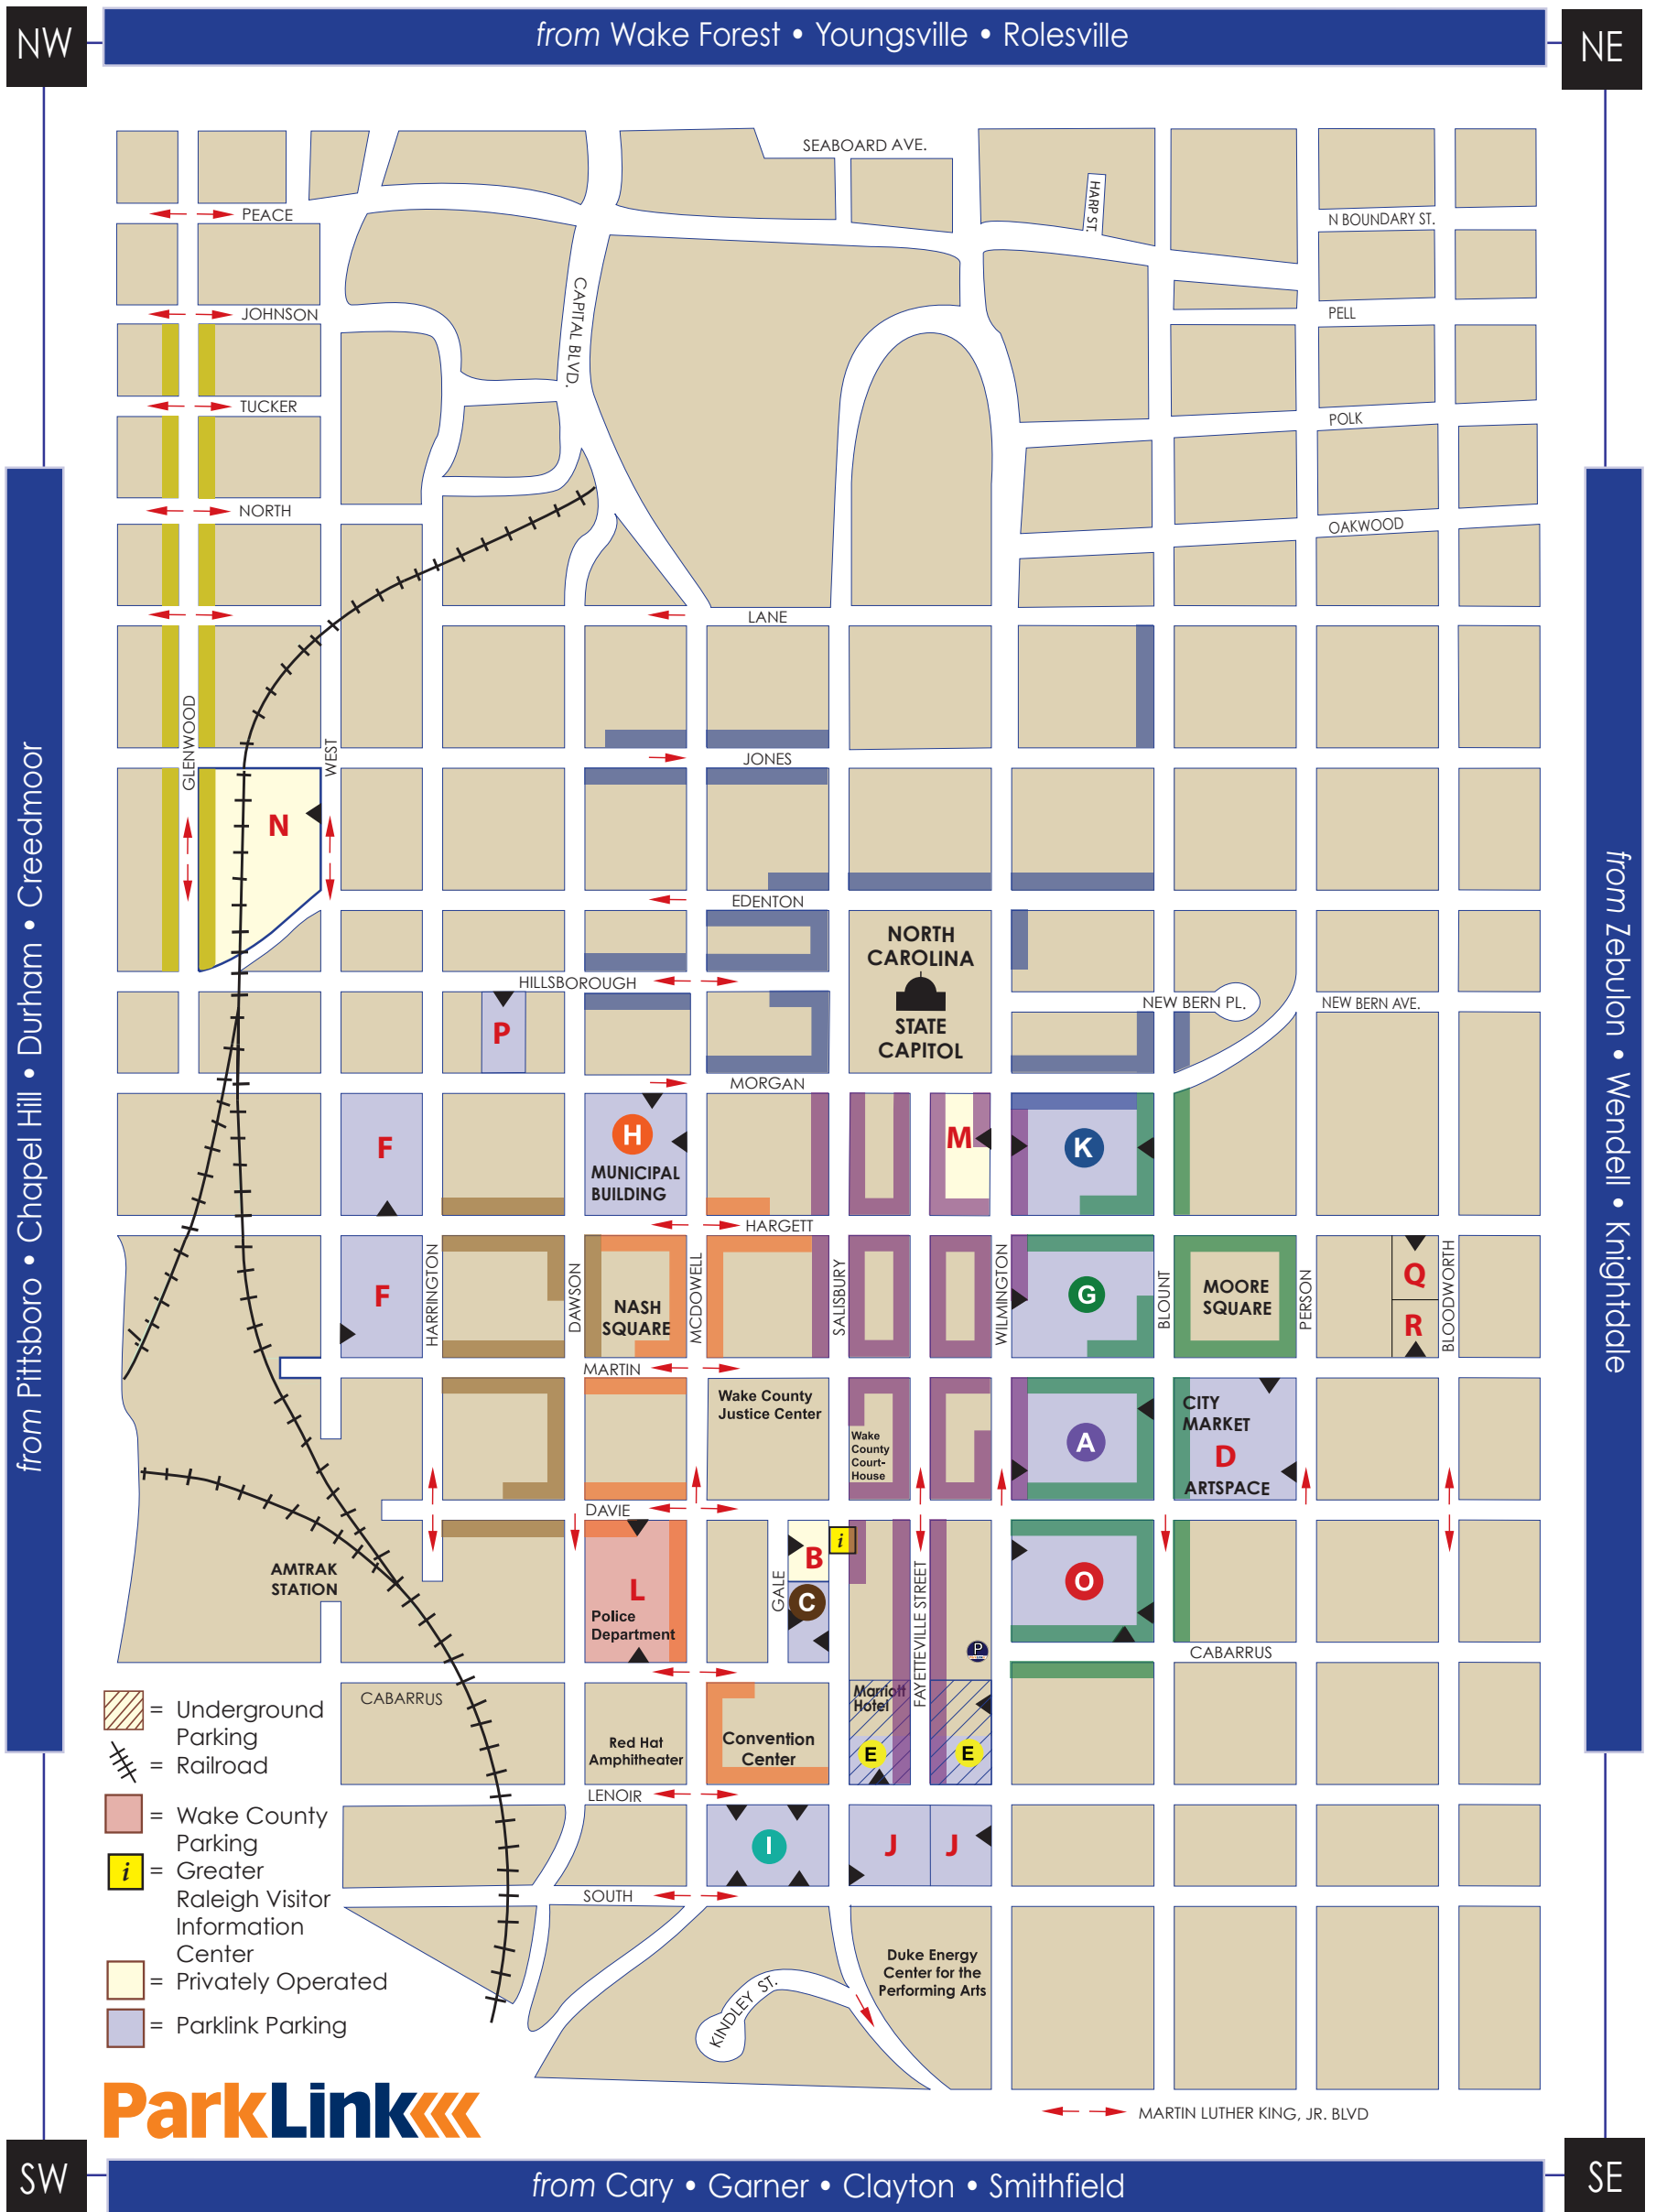 NW
from Wake Forest • Youngsville • Rolesville
NE
SEABOARD AVE.
HARP ST.
PEACE
N BOUNDARY ST.
CAPITAL BLVD.
JOHNSON
PELL
TUCKER
POLK
NORTH
OAKWOOD
LANE
GLENWOOD
WEST
JONES
from Pittsboro • Chapel Hill • Durham • Creedmoor
from Zebulon • Wendell • Knightdale
N
EDENTON
NORTH
CAROLINA
STATE
CAPITOL
HILLSBOROUGH
NEW BERN PL.
NEW BERN AVE.
P
MORGAN
F
H
MUNICIPAL
BUILDING
M
K
HARGETT
F
HARRINGTON
DAWSON
NASH
SQUARE
MCDOWELL
SALISBURY
WILMINGTON
G
BLOUNT
MOORE
SQUARE
PERSON
Q
R
BLOODWORTH
MARTIN
Wake County
Justice Center
Wake
County
Court-
House
A
CITY
MARKET
D
ARTSPACE
DAVIE
AMTRAK
STATION
L
Police
Department
GALE
B
i
C
FAYETTEVILLE STREET
P
O
CABARRUS
CABARRUS
Red Hat
Amphitheater
Convention
Center
Marriott
Hotel
E
E
LENOIR
I
J
J
SOUTH
KINDLEY ST.
Duke Energy
Center for the
Performing Arts
MARTIN LUTHER KING, JR. BLVD
= Underground
Parking
= Railroad
= Wake County
Parking
i = Greater
Raleigh Visitor
Information
Center
= Privately Operated
= Parklink Parking
ParkLink
SW
from Cary • Garner • Clayton • Smithfield
SE